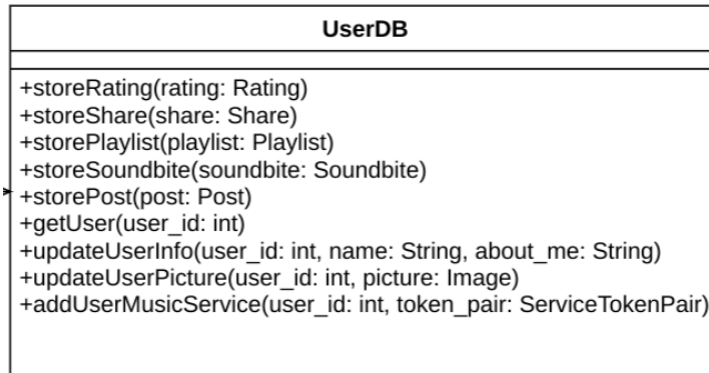 UserDB
+storeRating(rating: Rating)
+storeShare(share: Share)
+storePlaylist(playlist: Playlist)
+storeSoundbite(soundbite: Soundbite)
+storePost(post: Post)
+getUser(user_id: int)
+updateUserInfo(user_id: int, name: String, about_me: String)
+updateUserPicture(user_id: int, picture: Image)
+addUserMusicService(user_id: int, token_pair: ServiceTokenPair)